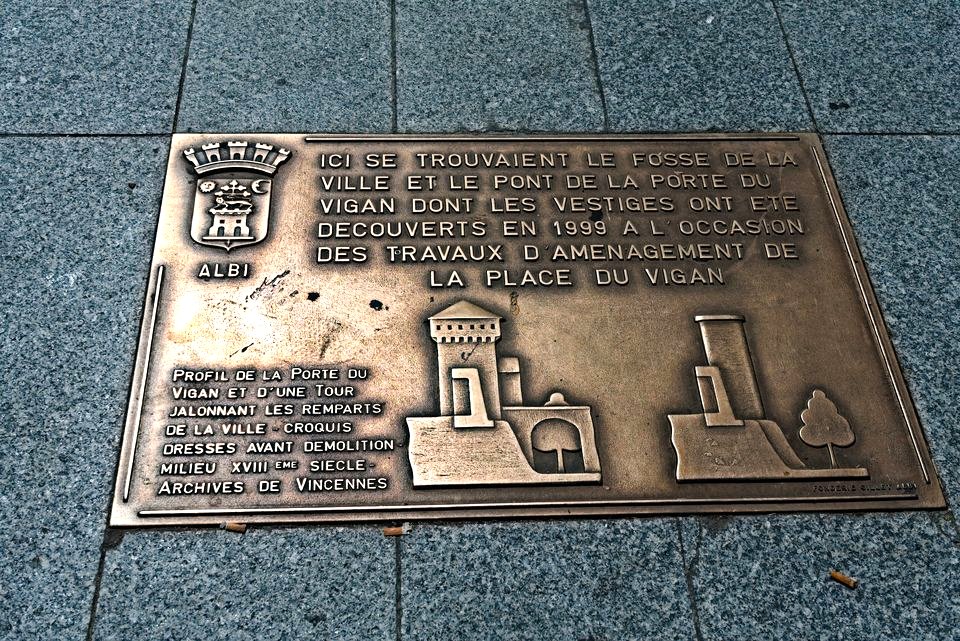 ICI SE TROUVAIENT LE FOSSE DE LA
VILLE ET LE PONT DE LA PORTE DU
VIGAN DONT LES VESTIGES ONT ETE
DECOUVERTS EN 1999 A L'OCCASION
DES TRAVAUX D'AMENAGEMENT DE
LA PLACE DU VIGAN
ALBI
PROFIL DE LA PORTE DU
VIGAN ET D'UNE TOUR
JALONNANT LES REMPARTS
DE LA VILLE - CROQUIS
DRESSES AVANT DEMOLITION -
MILIEU XVIII EME SIECLE -
ARCHIVES DE VINCENNES
FONDERIE